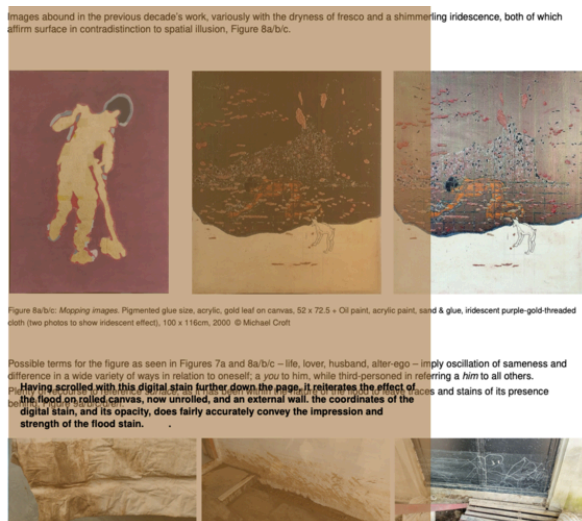 Images abound in the previous decade's work, variously with the dryness of fresco and a shimmerling iridescence, both of which
affirm surface in contradistinction to spatial illusion, Figure 8a/b/c.
Figure 8a/b/c: Mopping images. Pigmented glue size, acrylic, gold leaf on canvas, 52 x 72.5 = Oil paint, acrylic paint, sand & glue, iridescent purple-gold-threaded
cloth (two photos to show iridescent effect), 100 x 116cm, 2000 © Michael Croft
Possible terms for the figure as seen in Figures 7a and 8a/b/c – life, lover, husband, alter-ego – imply oscillation of sameness and
difference in a wide variety of ways in relation to oneself; a you to him, while third-personed in referring a him to all others.
traces and stains of its presence
Having scrolled with this digital stain further down the page, it reiterates the effect of
the flood on rolled canvas, now unrolled, and an external wall. the coordinates of the
digital stain, and its opacity, does fairly accurately convey the impression and
strength of the flood stain. .